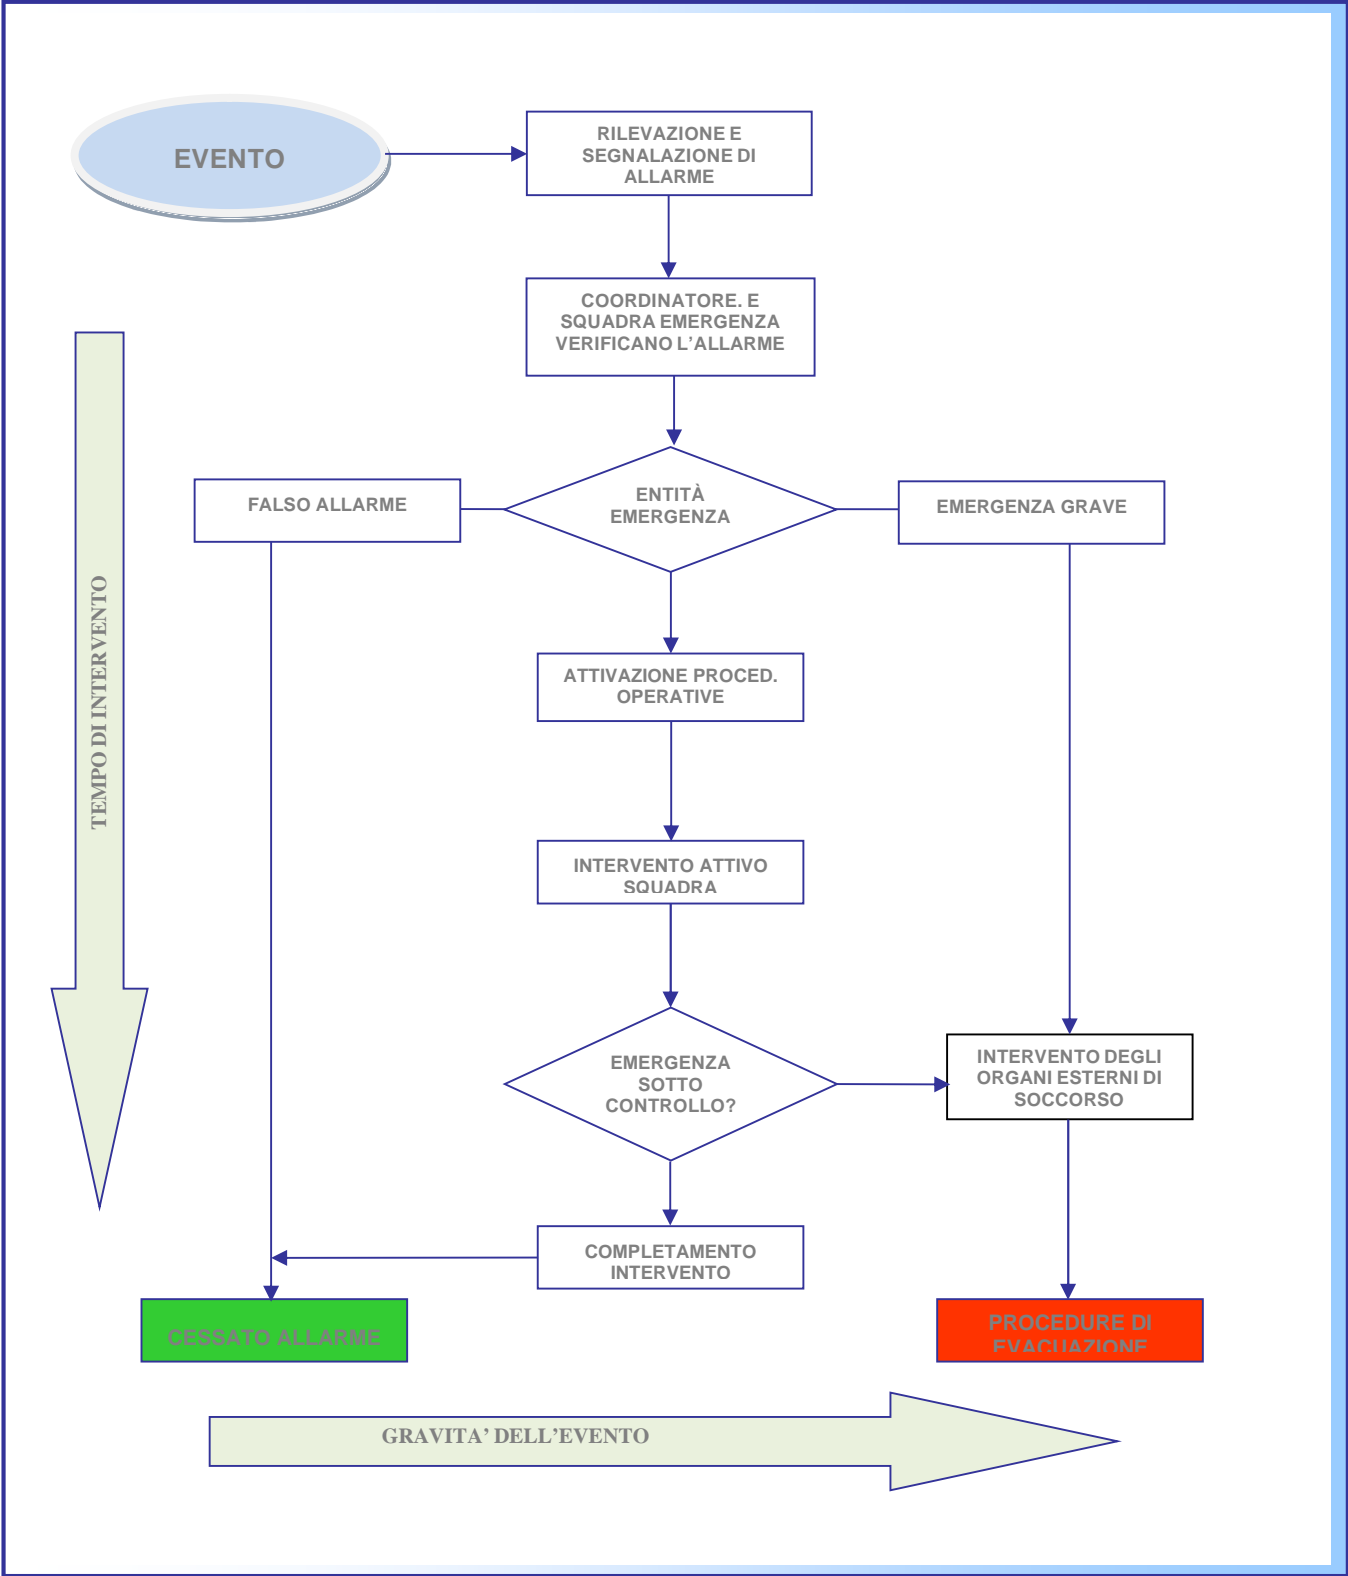 EVENTO
RILEVAZIONE E
SEGNALAZIONE DI
ALLARME
COORDINATORE. E
SQUADRA EMERGENZA
VERIFICANO L'ALLARME
FALSO ALLARME
ENTITÀ
EMERGENZA
EMERGENZA GRAVE
TEMPO DI INTERVENTO
ATTIVAZIONE PROCED.
OPERATIVE
INTERVENTO ATTIVO
SQUADRA
EMERGENZA
SOTTO
CONTROLLO?
INTERVENTO DEGLI
ORGANI ESTERNI DI
SOCCORSO
COMPLETAMENTO
INTERVENTO
CESSATO ALLARME
PROCEDURE DI
EVACUAZIONE
GRAVITA' DELL'EVENTO